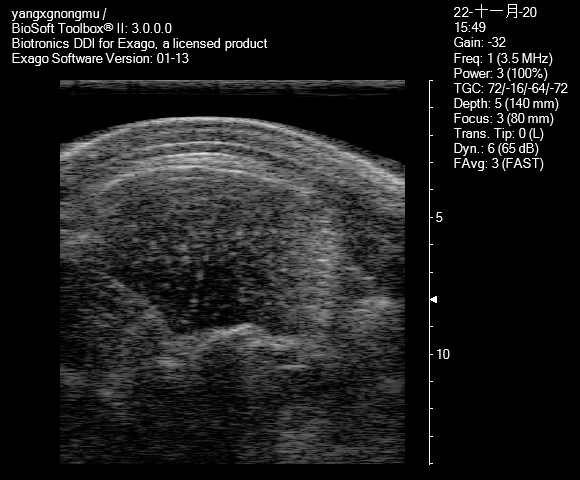 yangxgnongmu /
BioSoft Toolbox® II: 3.0.0.0
Biotronics DDI for Exago, a licensed product
Exago Software Version: 01-13
22-十一月-20
15:49
Gain: -32
Freq: 1 (3.5 MHz)
Power: 3 (100%)
TGC: 72/-16/-64/-72
Depth: 5 (140 mm)
Focus: 3 (80 mm)
Trans. Tip: 0 (L)
Dyn.: 6 (65 dB)
FAvg: 3 (FAST)
5
10